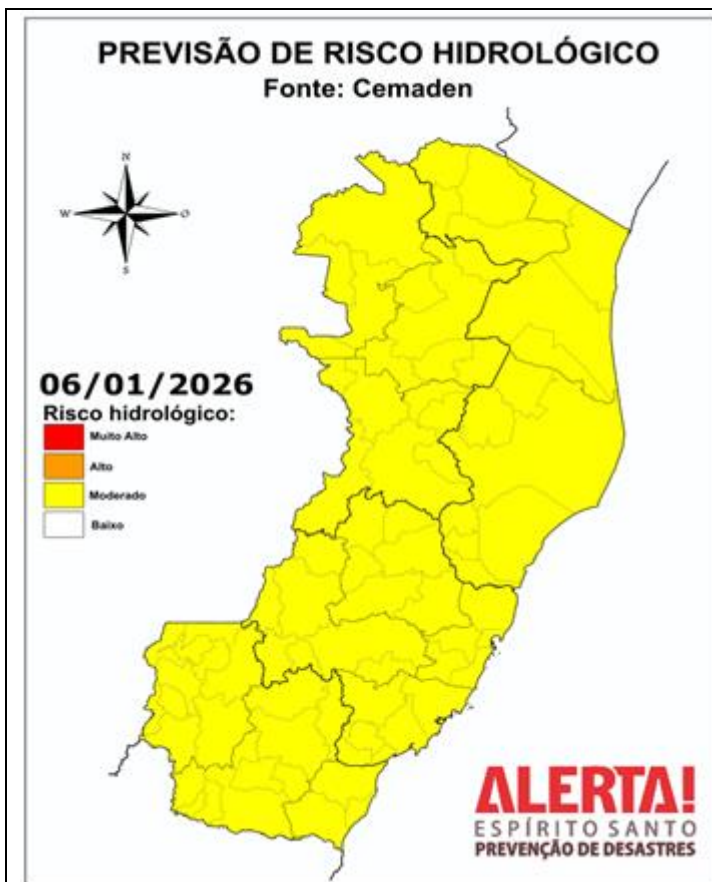 PREVISÃO DE RISCO HIDROLÓGICO
Fonte: Cemaden
N
W
O
S
06/01/2026
Risco hidrológico:
Muito Alto
Alto
Moderado
Baixo
ALERTA!
ESPÍRITO SANTO
PREVENÇÃO DE DESASTRES